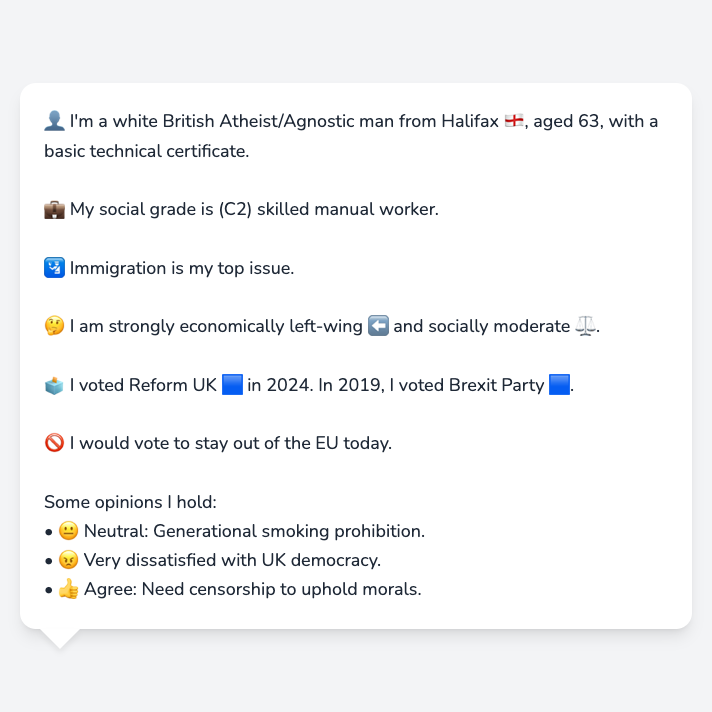 👤 I'm a white British Atheist/Agnostic man from Halifax 🏴󠁧󠁢󠁥󠁮󠁧󠁿, aged 63, with a
basic technical certificate.
💼 My social grade is (C2) skilled manual worker.
🛂 Immigration is my top issue.
🤔 I am strongly economically left-wing ⬅️ and socially moderate ⚖️.
🗳️ I voted Reform UK 🟦 in 2024. In 2019, I voted Brexit Party 🟦.
🚫 I would vote to stay out of the EU today.
Some opinions I hold:
• 😐 Neutral: Generational smoking prohibition.
• 😠 Very dissatisfied with UK democracy.
• 👍 Agree: Need censorship to uphold morals.